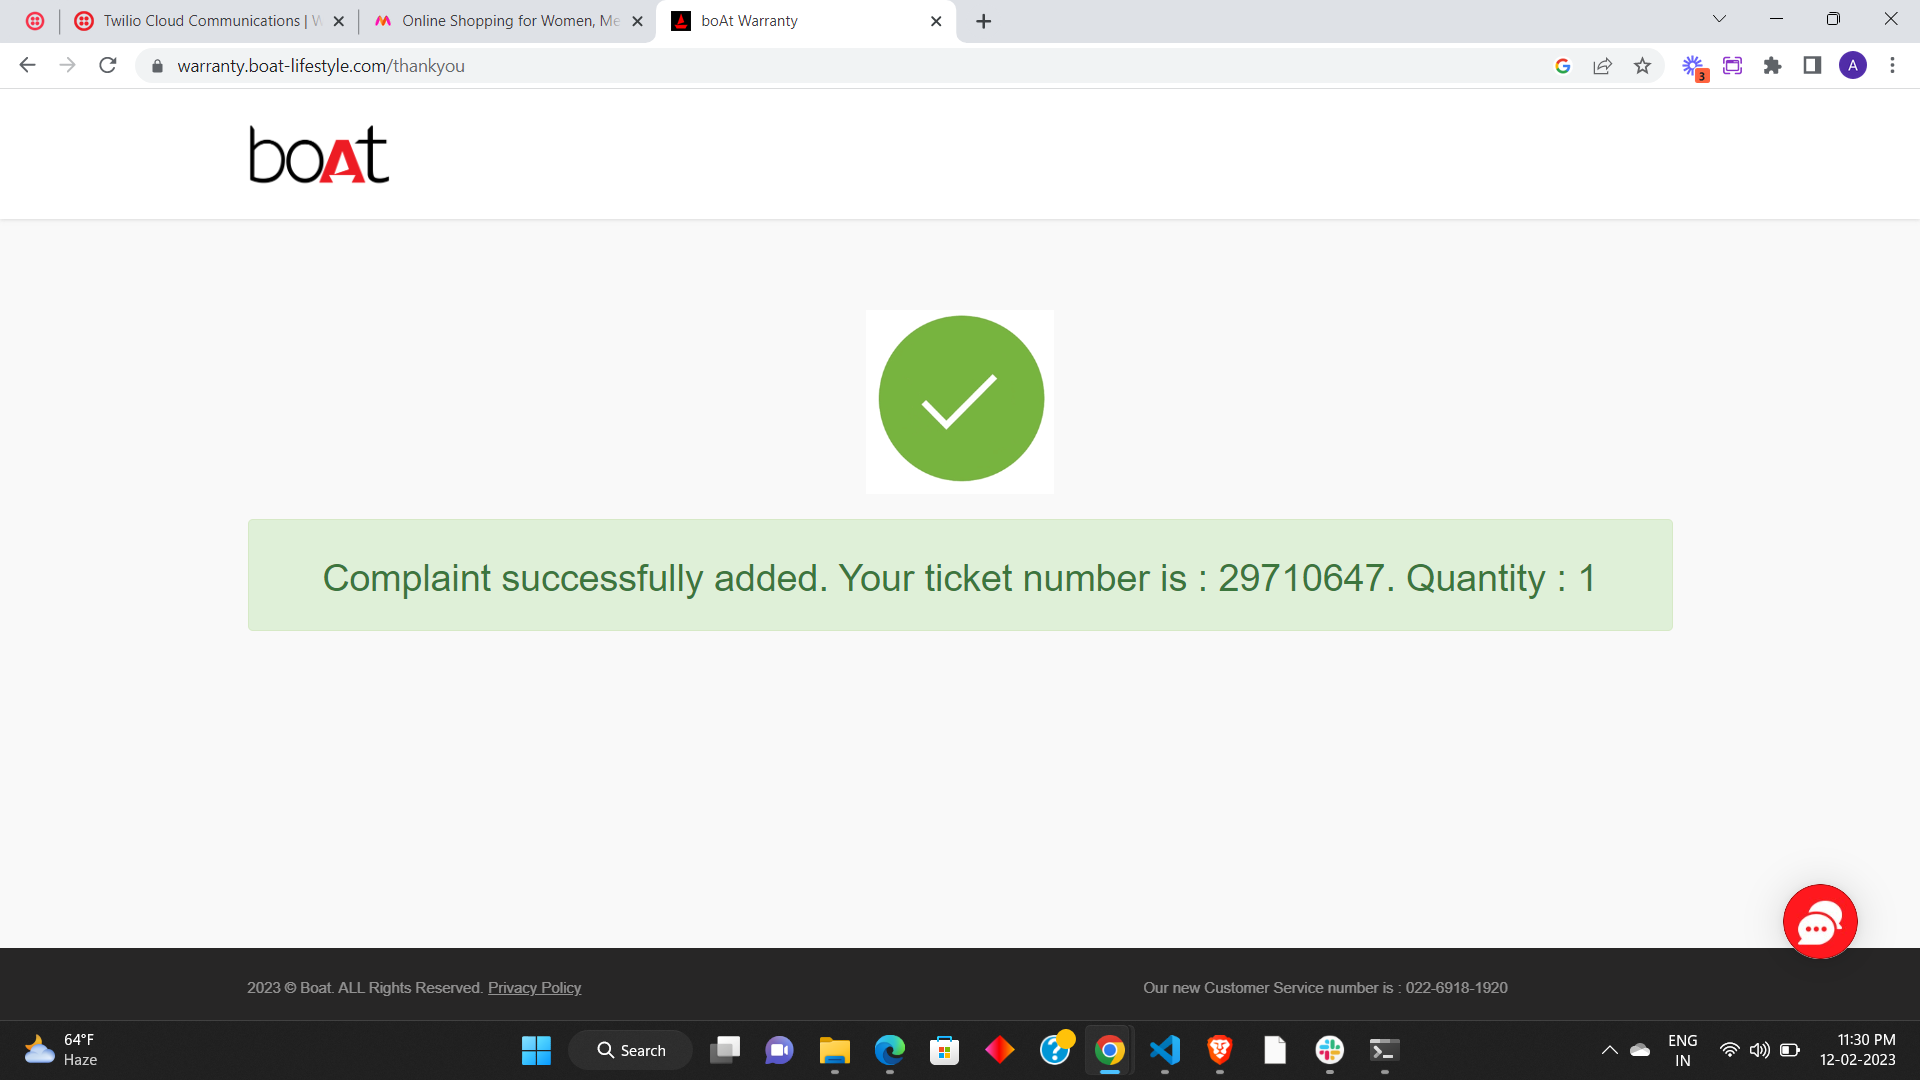 Twilio Cloud Communications | W
Online Shopping for Women, Me
boAt Warranty
warranty.boat-lifestyle.com/thankyou
3
A
boAt
Complaint successfully added. Your ticket number is : 29710647. Quantity : 1
2023 © Boat. ALL Rights Reserved. Privacy Policy
Our new Customer Service number is : 022-6918-1920
64°F
Haze
Search
ENG
IN
11:30 PM
12-02-2023